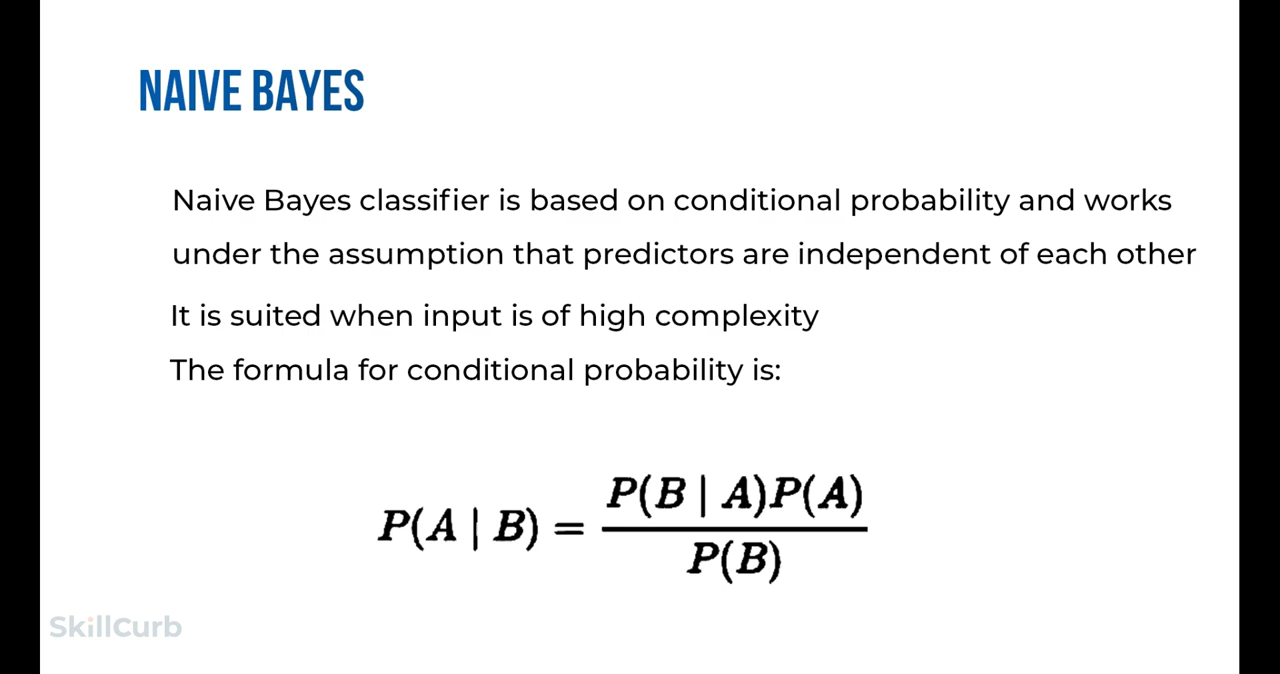 NAIVE BAYES
Naive Bayes classifier is based on conditional probability and works
under the assumption that predictors are independent of each other
It is suited when input is of high complexity
The formula for conditional probability is:
P(A | B) = P(B | A)P(A)
P(B)
SkillCurb